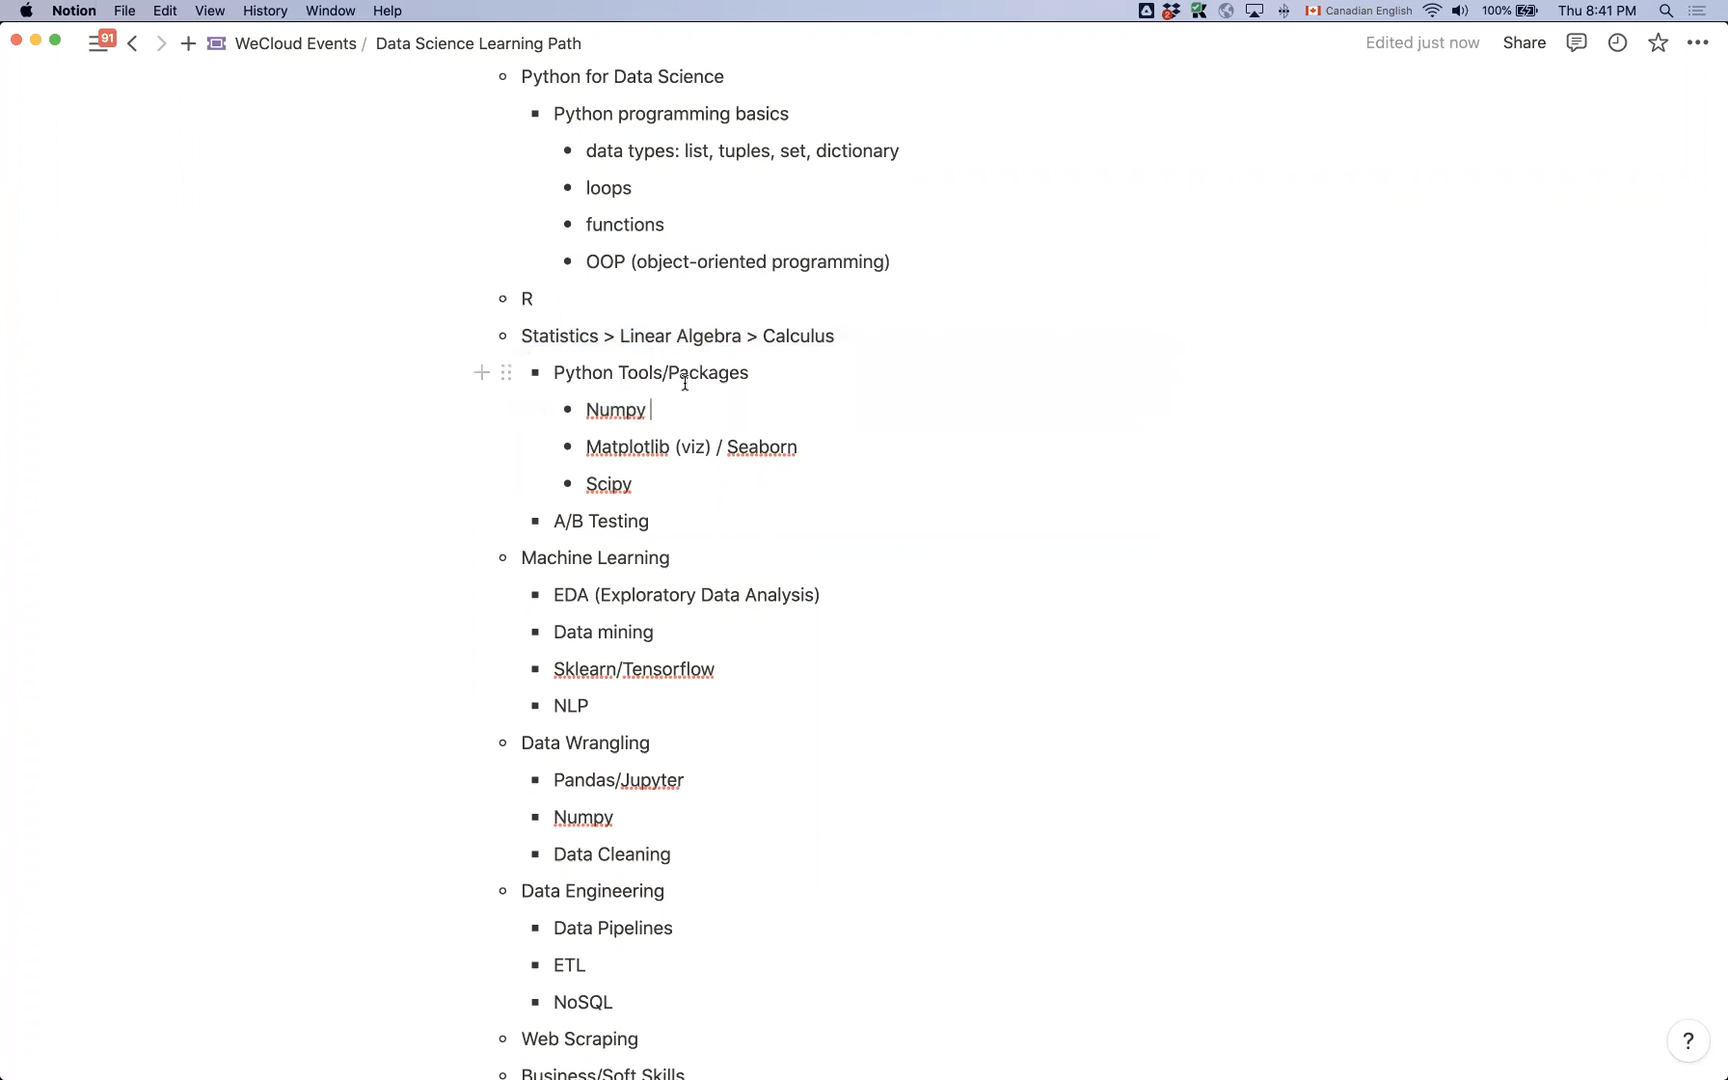 Notion File Edit View History Window Help 2 Canadian English 100% Thu 8:41 PM
91 WeCloud Events / Data Science Learning Path Edited just now Share
Python for Data Science
Python programming basics
data types: list, tuples, set, dictionary
loops
functions
OOP (object-oriented programming)
R
Statistics > Linear Algebra > Calculus
Python Tools/Packages
Numpy
Matplotlib (viz) / Seaborn
Scipy
A/B Testing
Machine Learning
EDA (Exploratory Data Analysis)
Data mining
Sklearn/Tensorflow
NLP
Data Wrangling
Pandas/Jupyter
Numpy
Data Cleaning
Data Engineering
Data Pipelines
ETL
NoSQL
Web Scraping
?
Business/Soft Skills